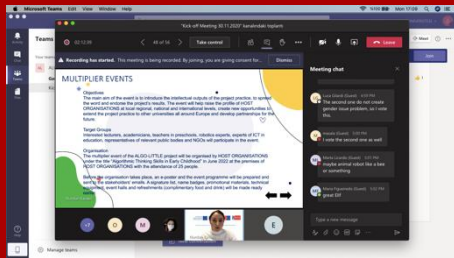 Microsoft Teams Edit View Window Help
Mon 17:08
"Kick-off Meeting 30.11.2020" kanalındaki toplantı
02:12:39
48 of 56
Take control
Leave
Recording has started. This meeting is being recorded. By joining, you are giving consent for...
Dismiss
Teams
Meet
Join
MULTIPLIER EVENTS
Objectives
The main aim of the event is to introduce the intellectual outputs of the project practice, to spread
the word and endorse the project's results. The event will help raise the profile of HOST
ORGANISATIONS at local regional, national and international levels, create new opportunities to
extend the project practice to other universities all around Europe and develop partnerships for the
future.
Target Groups
Interested lecturers, academicians, teachers in preschools, robotics experts, experts of ICT in
education, representatives of relevant public bodies and NGOs will participate in the event.
Organisation
The multiplier event of the ALGO-LITTLE project will be organised by HOST ORGANISATIONS
under the title "Algorithmic Thinking Skills in Early Childhood" in June 2022 at the premises of
HOST ORGANISATIONS with the attendance of
Before the organisation takes place, an e-poster and the event programme will be prepared and
sent to the stakeholders' emails. A signature list, name badges, promotional materials, technical
equipment, event halls and refreshments (complimentary food and drink) will be made ready
Meeting chat
The second one do not create
gender issue problem, so I vote
this.
I vote the second one as well
maybe animal robot like a bee
or something
great Elif
Type a new message
+7
O
M
E
Manage teams